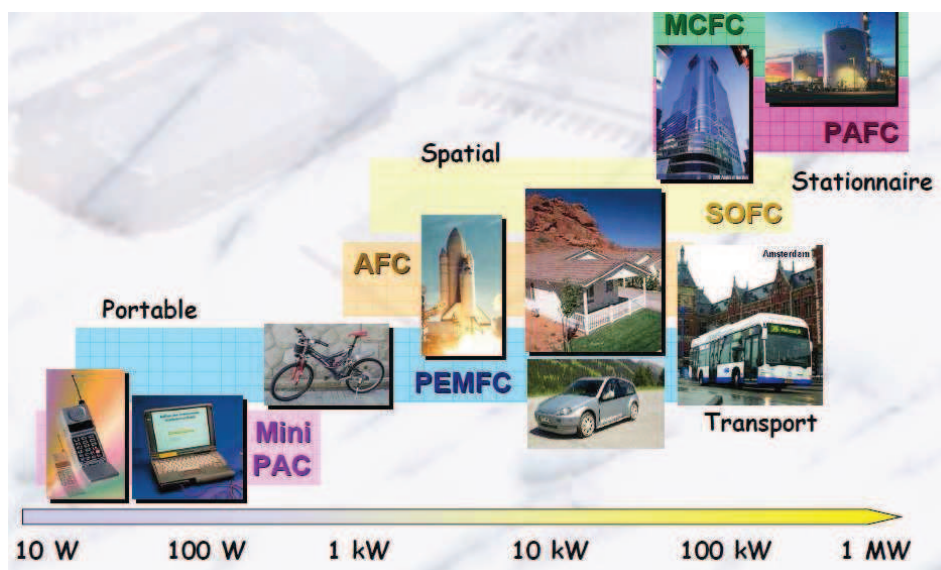 MCFC
PAFC
Spatial
Stationnaire
SOFC
AFC
Amsterdam
Portable
PEMFC
Mini
PAC
Transport
10 W
100 W
1 kW
10 kW
100 kW
1 MW